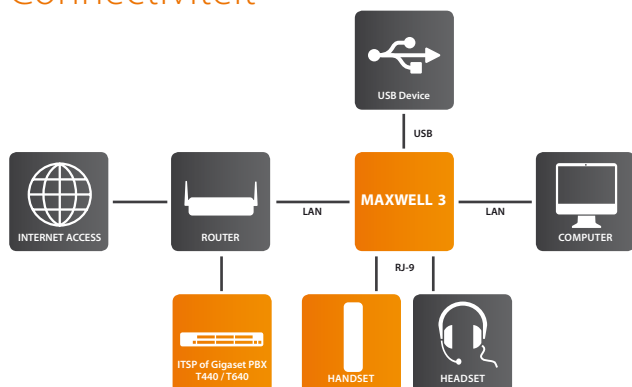 Connectiviteit
USB Device
USB
INTERNET ACCESS
ROUTER
LAN
MAXWELL 3
LAN
COMPUTER
RJ-9
ITSP of Gigaset PBX
T440 / T640
HANDSET
HEADSET